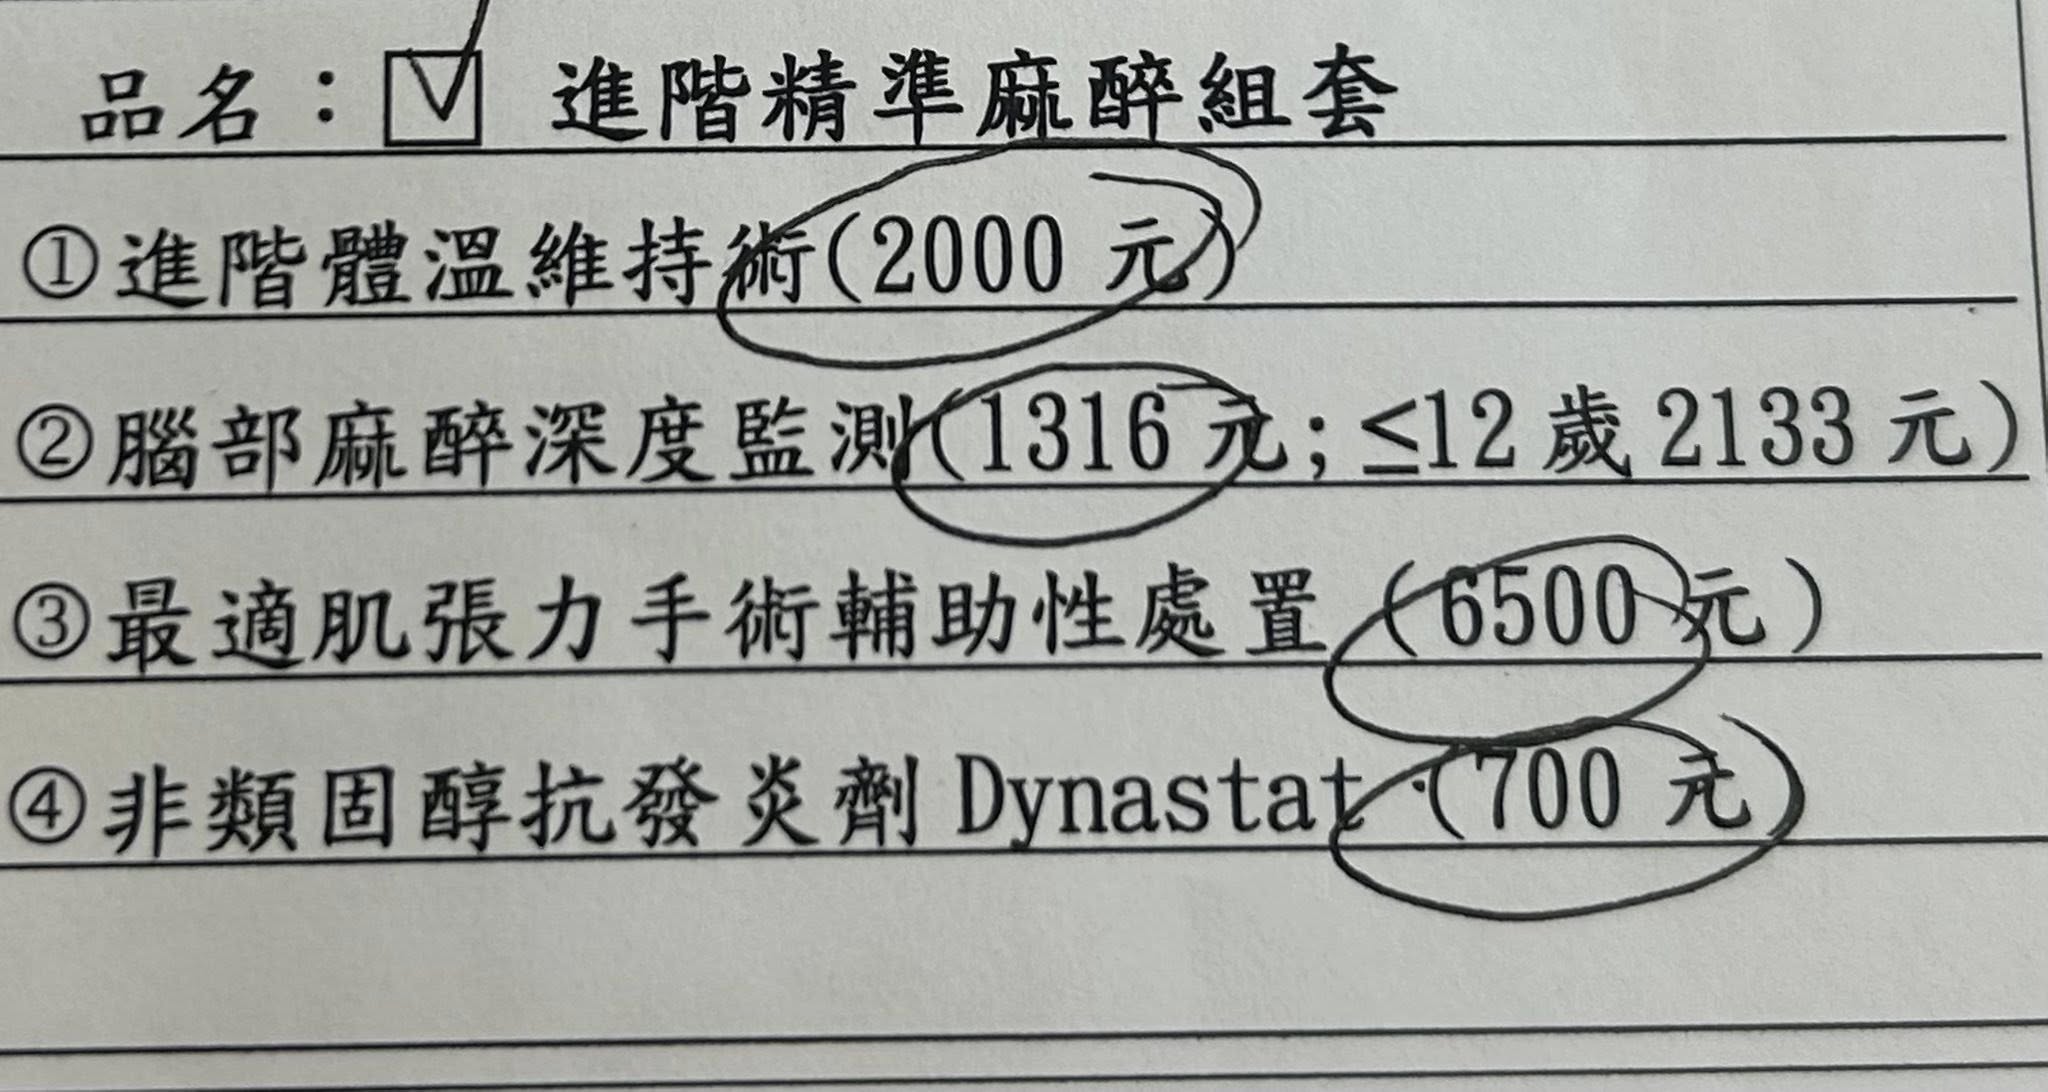 品名：☑ 進階精準麻醉組套
①進階體溫維持術(2000 元)
②腦部麻醉深度監測(1316 元;≤12 歲 2133 元)
③最適肌張力手術輔助性處置 (6500 元)
④非類固醇抗發炎劑 Dynastat (700 元)